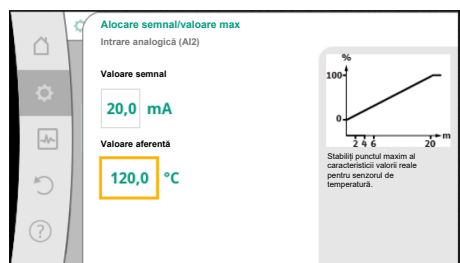 Alocare semnal/valoare max
Intrare analogică (AI2)
Valoare semnal
20,0 mA
Valoare aferentă
120,0 °C
%
100
0
2 4 6 20
m
Stabiliți punctul maxim al
caracteristicii valorii reale
pentru senzorul de
temperatură.
?